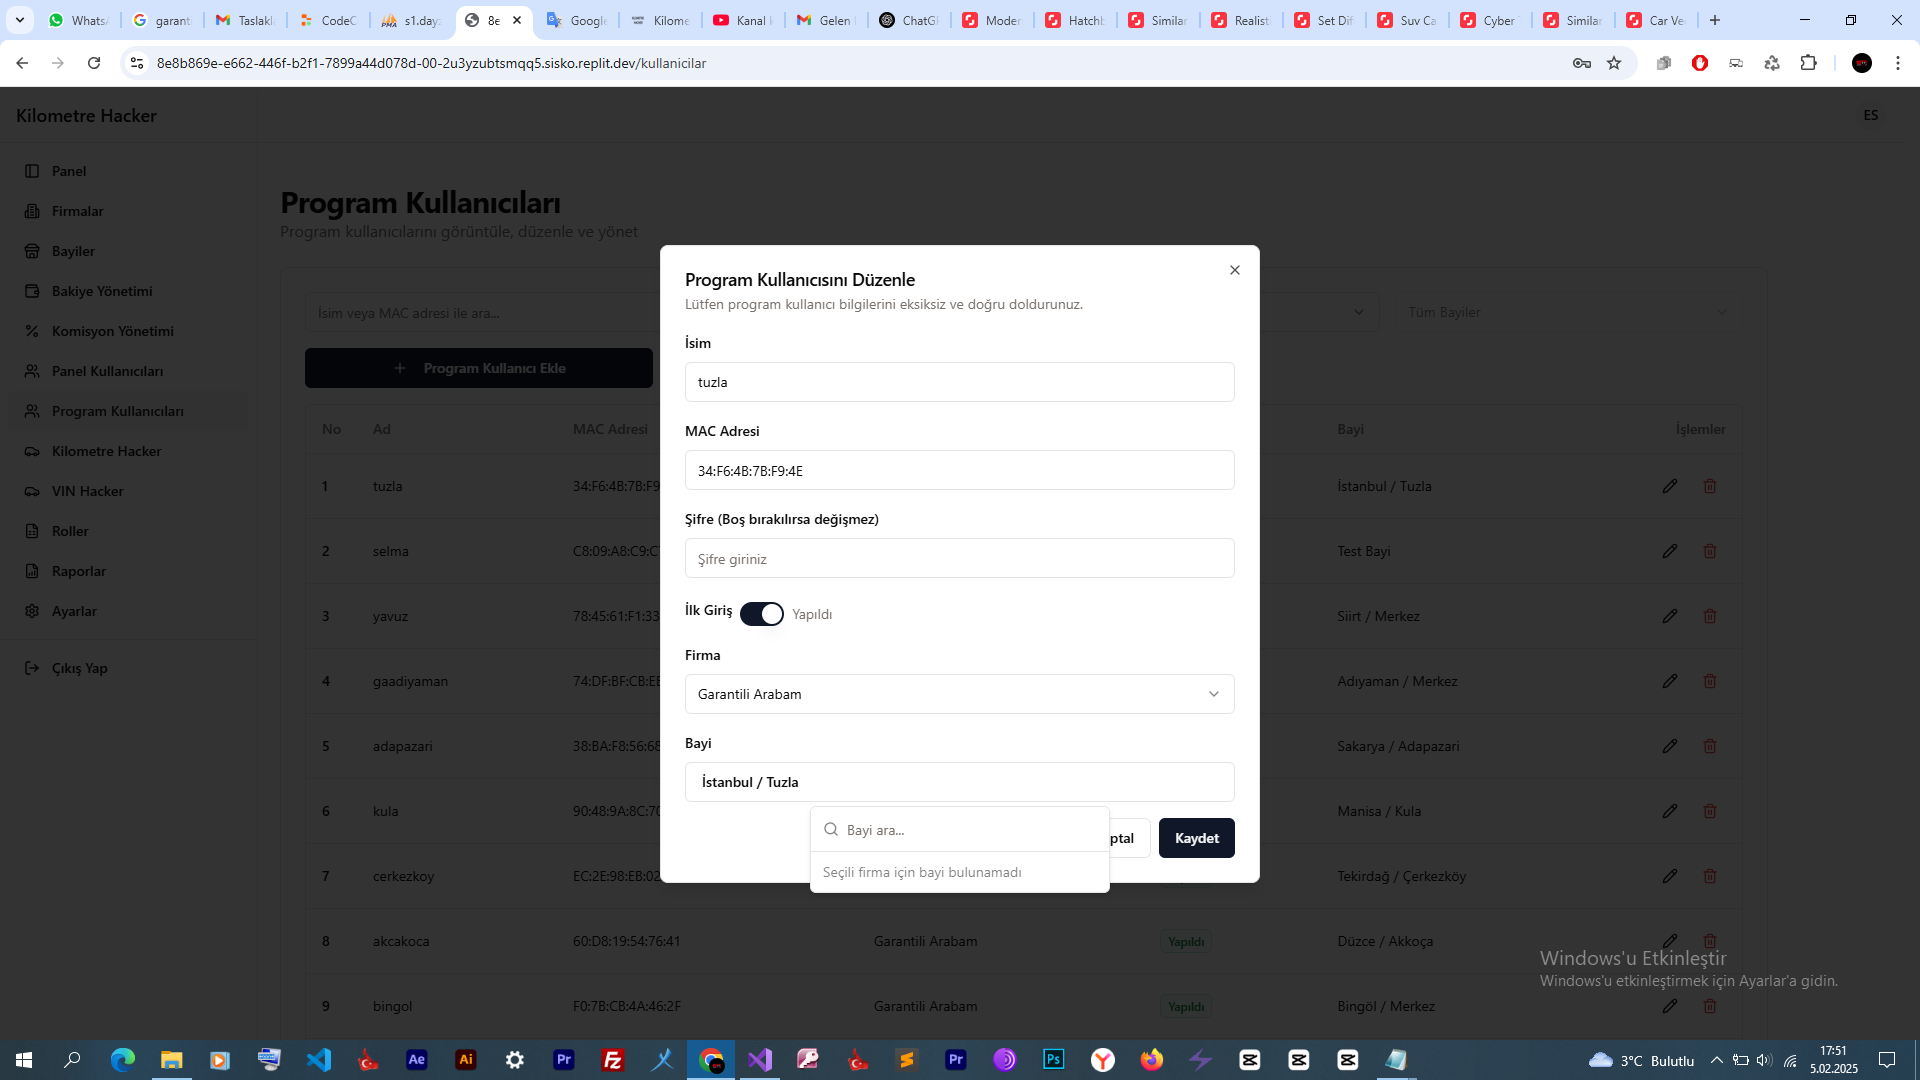 WhatsA
garanti
Taslakl
CodeC
s1.day
8e
Google
Kilome
Kanal i
Gelen
ChatG
Moder
Hatchb
Similar
Realist
Set Dif
Suv Ca
Cyber
Similar
Car Ve
8e8b869e-e662-446f-b2f1-7899a44d078d-00-2u3yzubtsmqq5.sisko.replit.dev/kullanicilar
Kilometre Hacker
ES
Panel
Firmalar
Bayiler
Bakiye Yönetimi
Komisyon Yönetimi
Panel Kullanıcıları
Program Kullanıcıları
Kilometre Hacker
VIN Hacker
Roller
Raporlar
Ayarlar
Çıkış Yap
Program Kullanıcıları
Program kullanıcılarını görüntüle, düzenle ve yönet
İsim veya MAC adresi ile ara...
Tüm Bayiler
Program Kullanıcı Ekle
No Ad MAC Adresi Bayi İşlemler
1 tuzla 34:F6:4B:7B:F9 İstanbul / Tuzla
2 selma C8:09:A8:C9:C Test Bayi
3 yavuz 78:45:61:F1:33 Siirt / Merkez
4 gaadiyaman 74:DF:BF:CB:EE Adıyaman / Merkez
5 adapazari 38:BA:F8:56:68 Sakarya / Adapazari
6 kula 90:48:9A:8C:70 Manisa / Kula
7 cerkezkoy EC:2E:98:EB:02 Tekirdağ / Çerkezköy
8 akcakoca 60:D8:19:54:76:41 Garantili Arabam Yapıldı Düzce / Akkoça
9 bingol F0:7B:CB:4A:46:2F Garantili Arabam Yapıldı Bingöl / Merkez
Program Kullanıcısını Düzenle
Lütfen program kullanıcı bilgilerini eksiksiz ve doğru doldurunuz.
İsim
tuzla
MAC Adresi
34:F6:4B:7B:F9:4E
Şifre (Boş bırakılırsa değişmez)
Şifre giriniz
İlk Giriş
Yapıldı
Firma
Garantili Arabam
Bayi
İstanbul / Tuzla
Bayi ara...
Seçili firma için bayi bulunamadı
ptal
Kaydet
Windows'u Etkinleştir
Windows'u etkinleştirmek için Ayarlar'a gidin.
3°C Bulutlu
17:51
5.02.2025